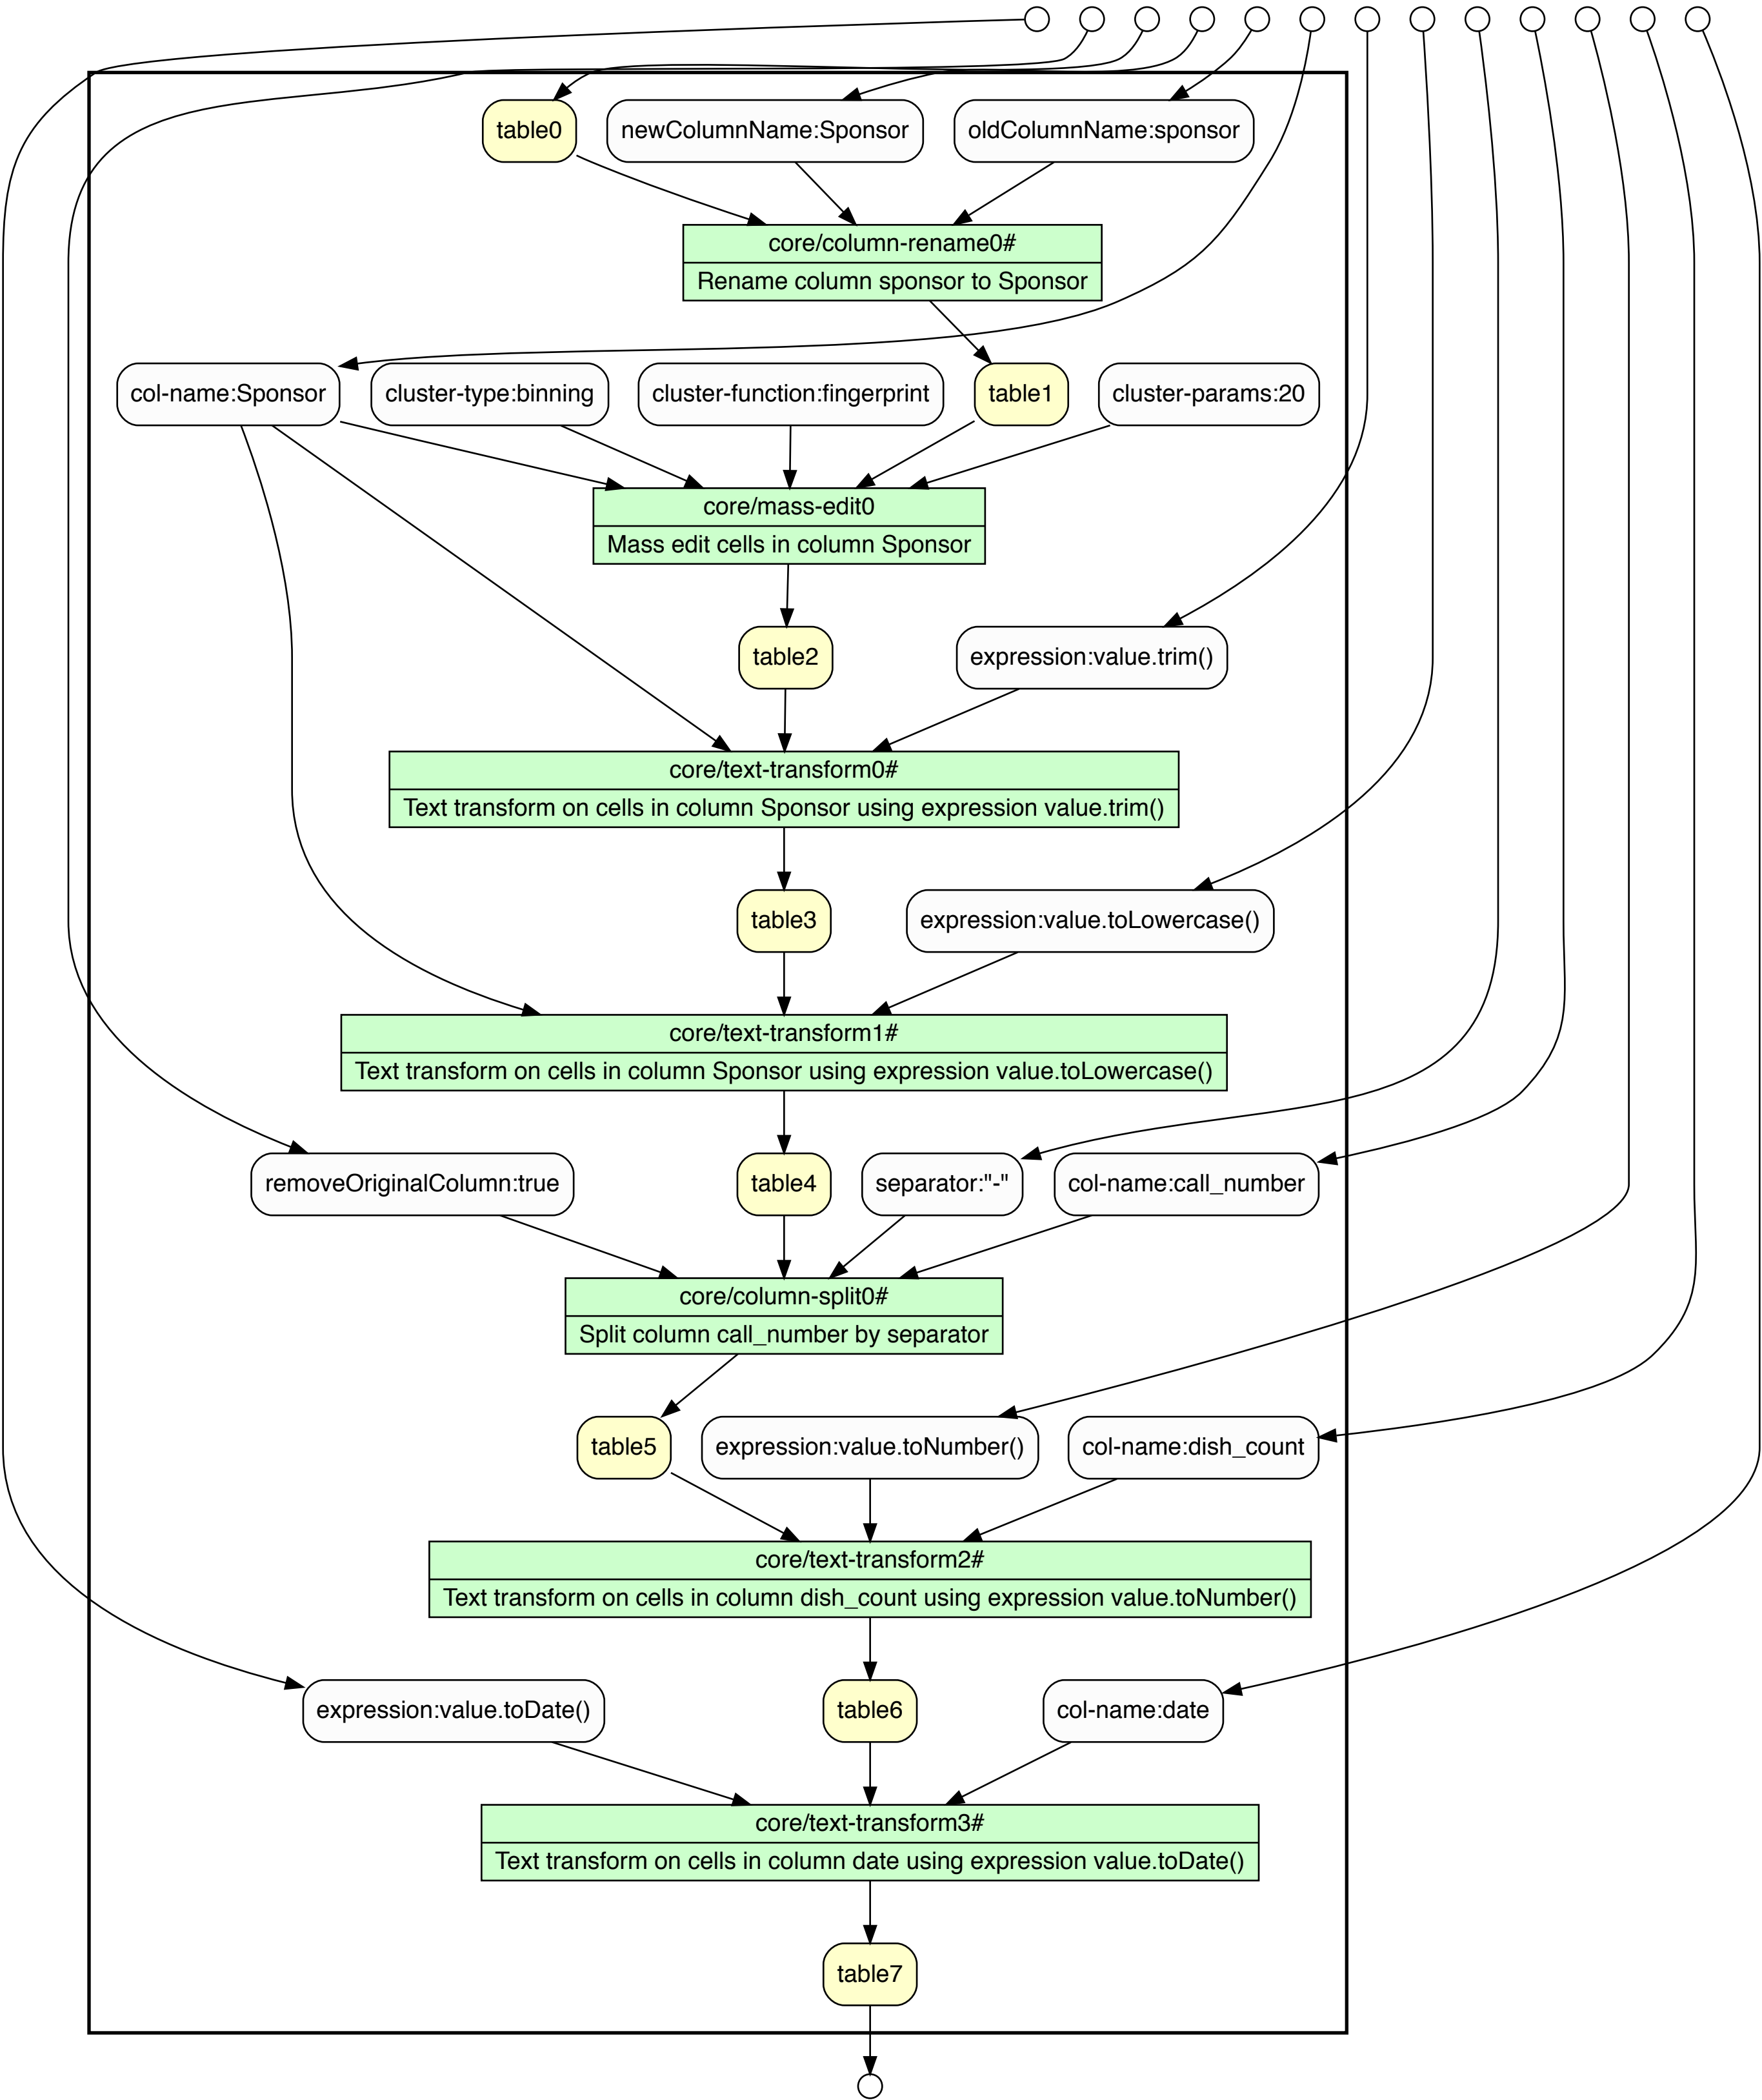 table0
newColumnName:Sponsor
oldColumnName:sponsor
core/column-rename0#
Rename column sponsor to Sponsor
col-name:Sponsor
cluster-type:binning
cluster-function:fingerprint
table1
cluster-params:20
core/mass-edit0
Mass edit cells in column Sponsor
table2
expression:value.trim()
core/text-transform0#
Text transform on cells in column Sponsor using expression value.trim()
table3
expression:value.toLowercase()
core/text-transform1#
Text transform on cells in column Sponsor using expression value.toLowercase()
removeOriginalColumn:true
table4
separator:"-"
col-name:call_number
core/column-split0#
Split column call_number by separator
table5
expression:value.toNumber()
col-name:dish_count
core/text-transform2#
Text transform on cells in column dish_count using expression value.toNumber()
expression:value.toDate()
table6
col-name:date
core/text-transform3#
Text transform on cells in column date using expression value.toDate()
table7